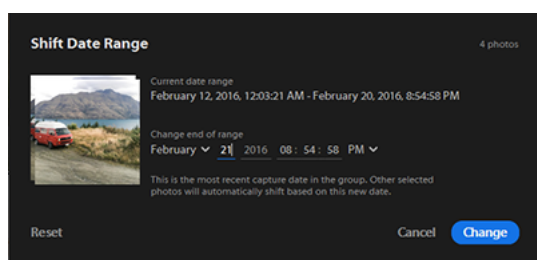 Shift Date Range
4 photos
Current date range
February 12, 2016, 12:03:21 AM - February 20, 2016, 8:54:58 PM
Change end of range
February 21 2016 08 : 54 : 58 PM
This is the most recent capture date in the group. Other selected
photos will automatically shift based on this new date.
Reset
Cancel
Change